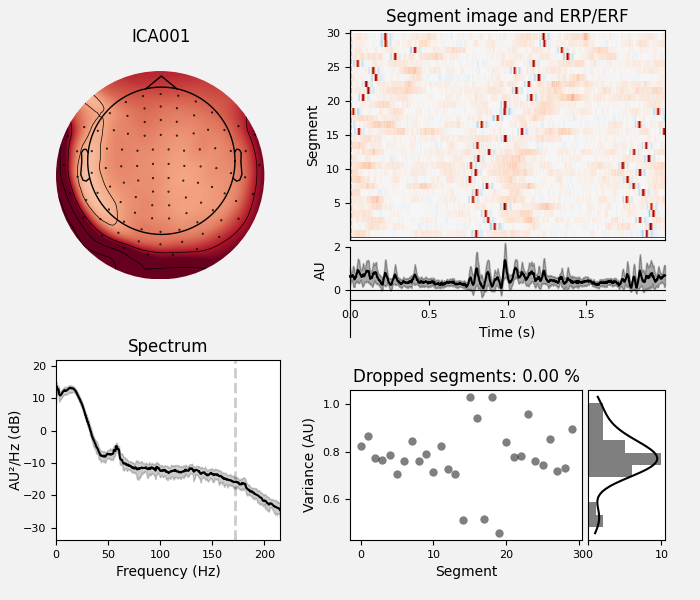 ICA001
Segment image and ERP/ERF
Segment
30
25
20
15
10
5
AU
2
0
0.0 0.5 1.0 1.5
Time (s)
Spectrum
AU²/Hz (dB)
20
10
0
−10
−20
−30
0 50 100 150 200
Frequency (Hz)
Dropped segments: 0.00 %
Variance (AU)
1.0
0.8
0.6
0 10 20 30
Segment
0 10